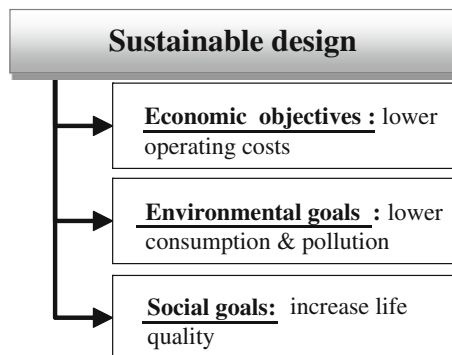 Sustainable design
Economic objectives : lower
operating costs
Environmental goals : lower
consumption & pollution
Social goals: increase life
quality